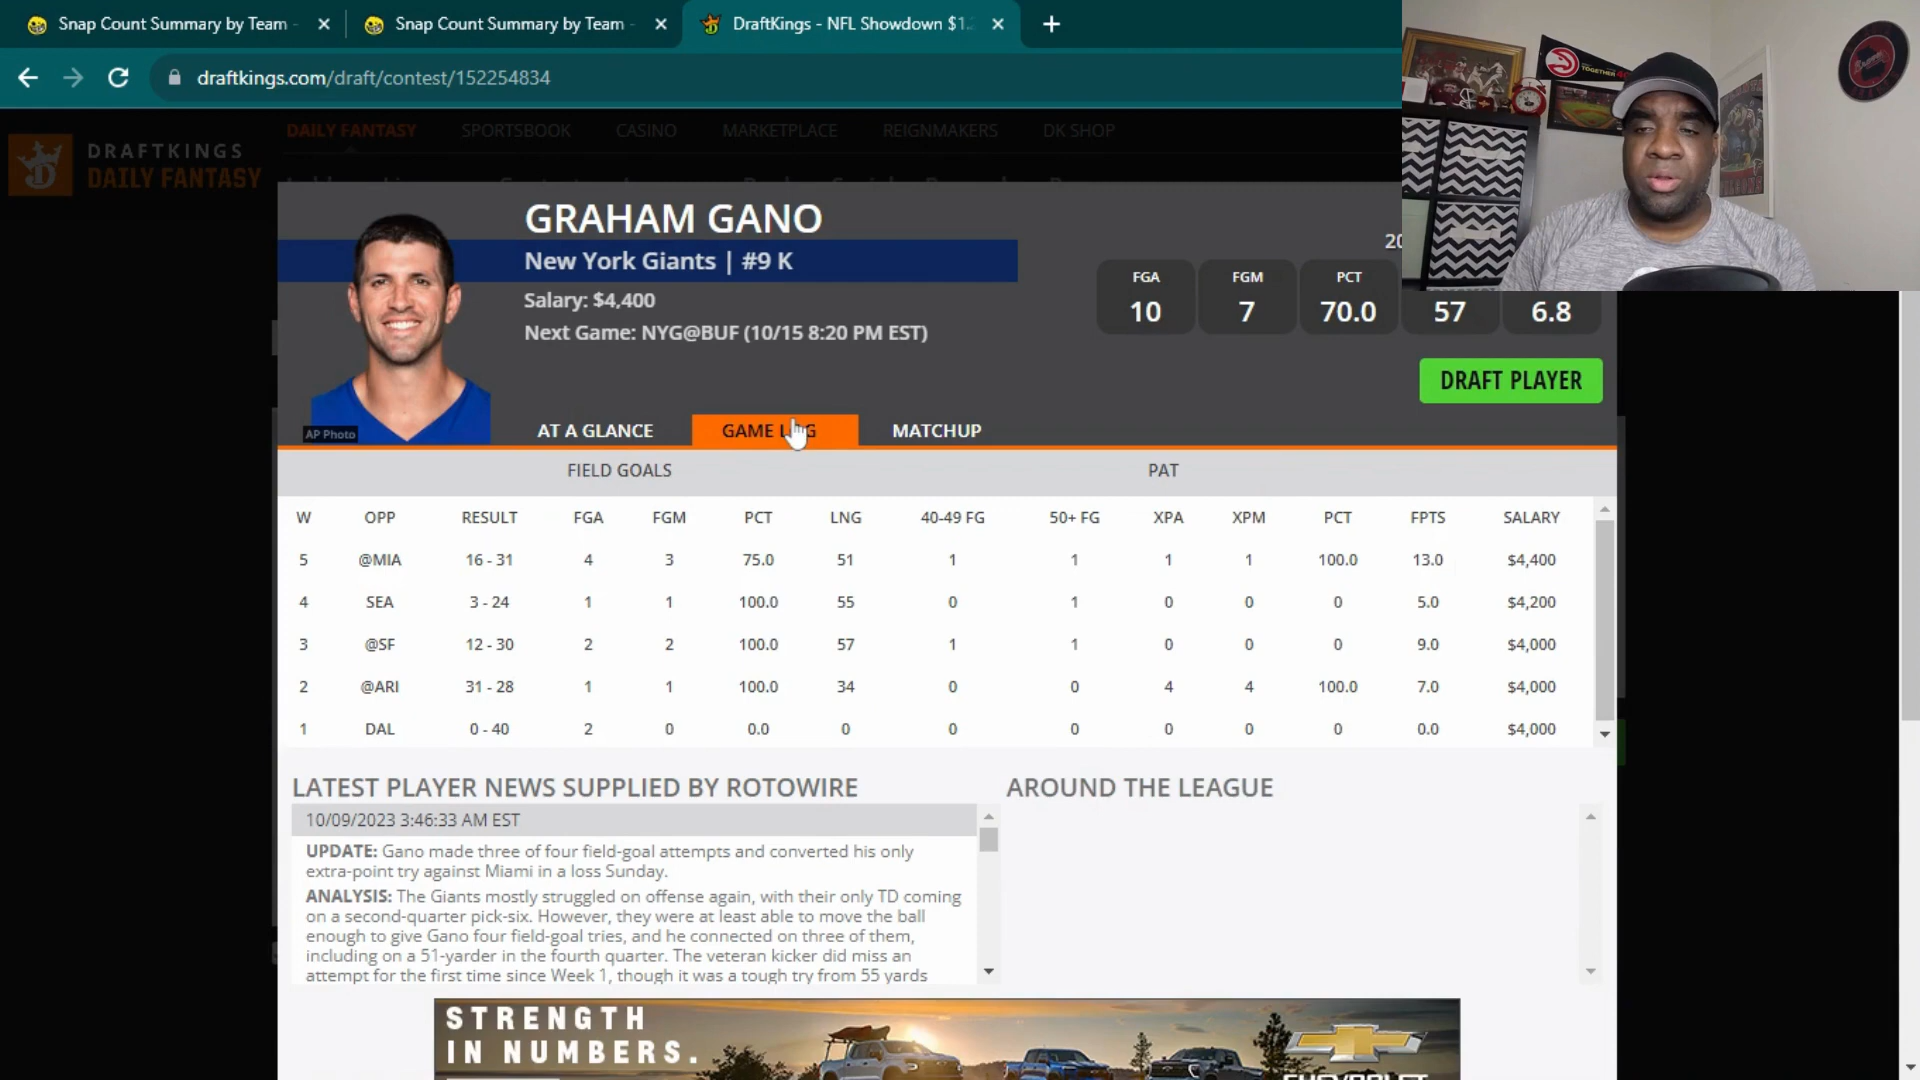 Snap Count Summary by Team -
Snap Count Summary by Team -
DraftKings - NFL Showdown $1.
draftkings.com/draft/contest/152254834
DAILY FANTASY SPORTSBOOK CASINO MARKETPLACE REIGNMAKERS DK SHOP
DRAFTKINGS
DAILY FANTASY
GRAHAM GANO
New York Giants | #9 K
Salary: $4,400
Next Game: NYG@BUF (10/15 8:20 PM EST)
20
FGA FGM PCT
10 7 70.0 57 6.8
DRAFT PLAYER
AP Photo
AT A GLANCE GAME LOG MATCHUP
FIELD GOALS PAT
W OPP RESULT FGA FGM PCT LNG 40-49 FG 50+ FG XPA XPM PCT FPTS SALARY
5 @MIA 16 - 31 4 3 75.0 51 1 1 1 1 100.0 13.0 $4,400
4 SEA 3 - 24 1 1 100.0 55 0 1 0 0 0 5.0 $4,200
3 @SF 12 - 30 2 2 100.0 57 1 1 0 0 0 9.0 $4,000
2 @ARI 31 - 28 1 1 100.0 34 0 0 4 4 100.0 7.0 $4,000
1 DAL 0 - 40 2 0 0.0 0 0 0 0 0 0 0.0 $4,000
LATEST PLAYER NEWS SUPPLIED BY ROTOWIRE
AROUND THE LEAGUE
10/09/2023 3:46:33 AM EST
UPDATE: Gano made three of four field-goal attempts and converted his only
extra-point try against Miami in a loss Sunday.
ANALYSIS: The Giants mostly struggled on offense again, with their only TD coming
on a second-quarter pick-six. However, they were at least able to move the ball
enough to give Gano four field-goal tries, and he connected on three of them,
including on a 51-yarder in the fourth quarter. The veteran kicker did miss an
attempt for the first time since Week 1, though it was a tough try from 55 yards
STRENGTH
IN NUMBERS.
CHEVROLET